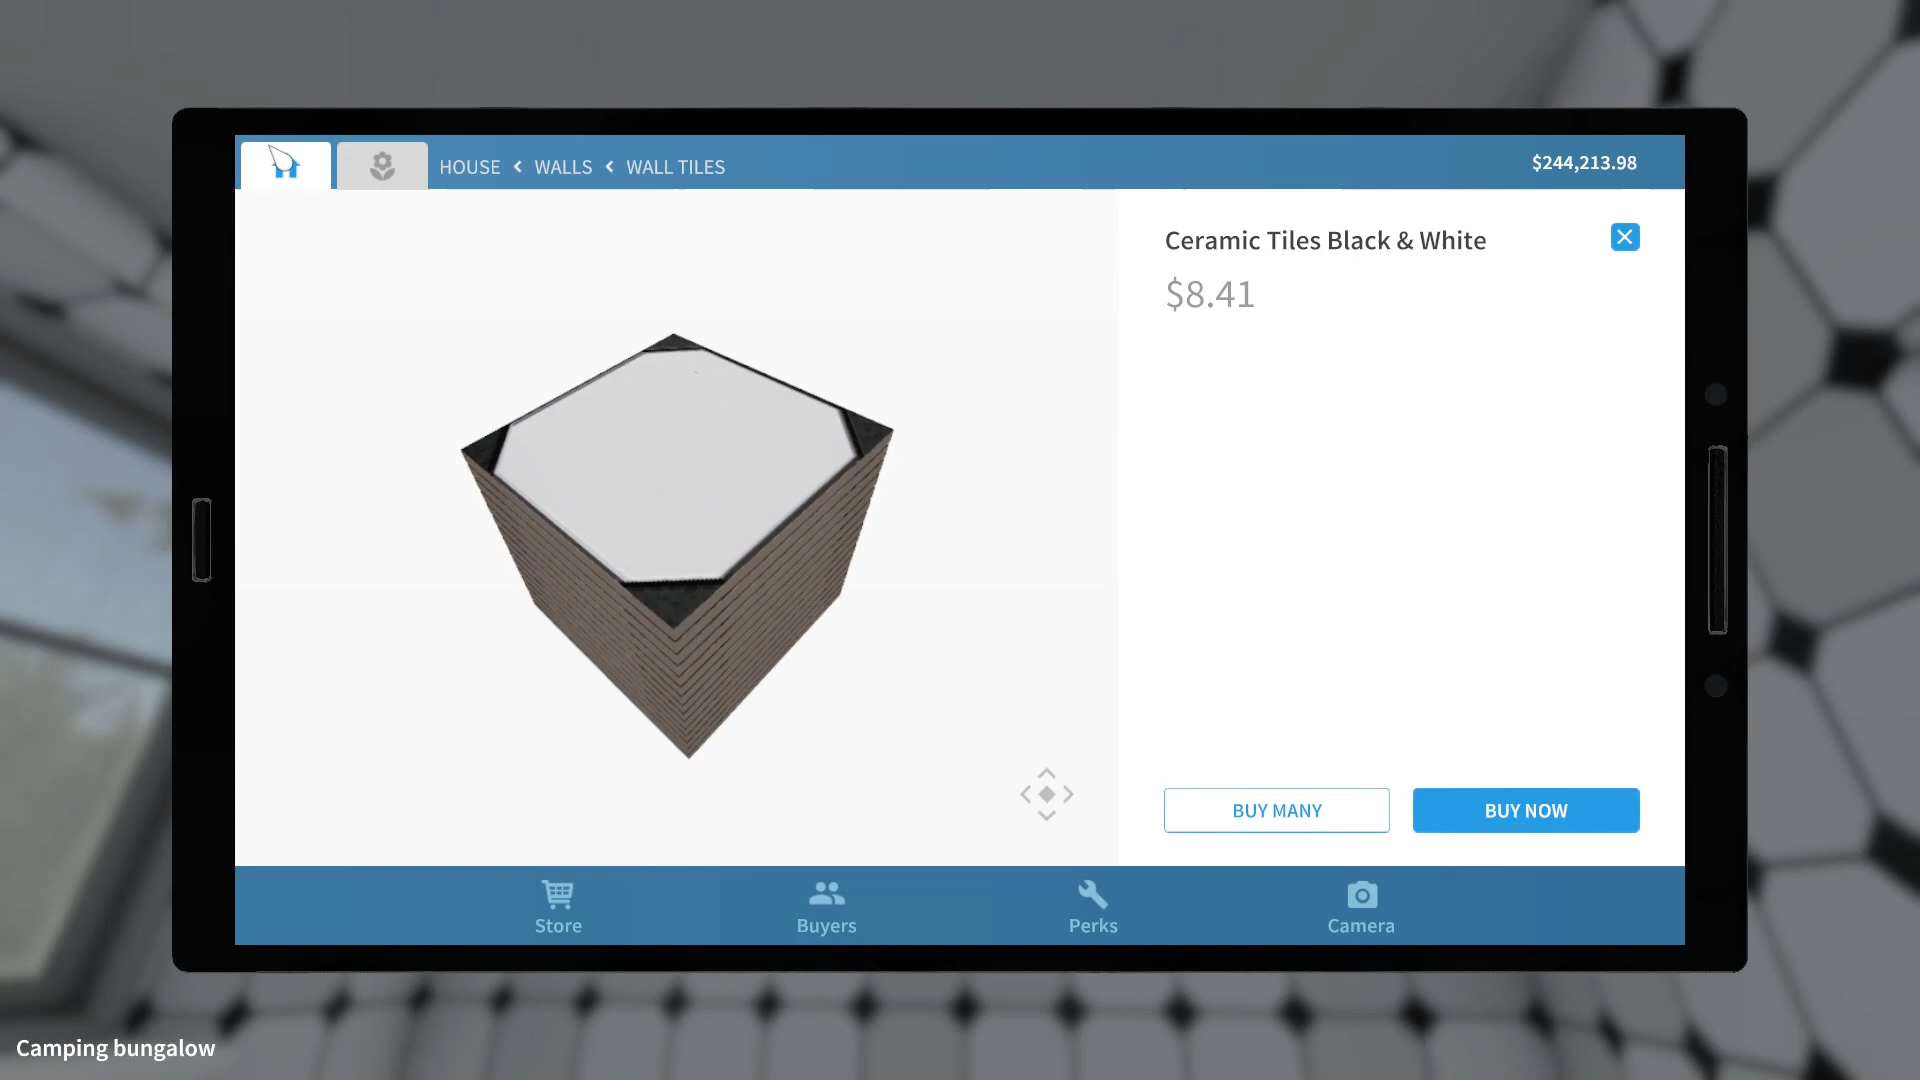 HOUSE < WALLS < WALL TILES
$244,213.98
Ceramic Tiles Black & White
$8.41
BUY MANY
BUY NOW
Store
Buyers
Perks
Camera
Camping bungalow